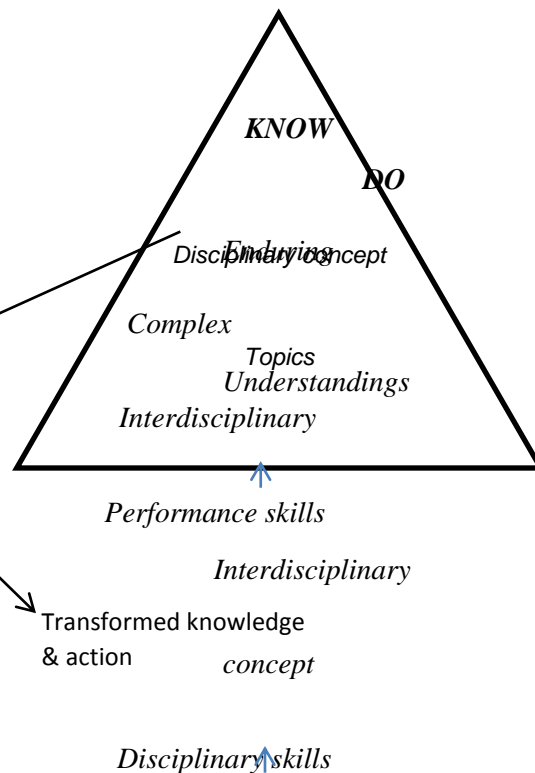 KNOW
DO
Enduring
Disciplinary concept
Complex
Topics
Understandings
Interdisciplinary
Performance skills
Interdisciplinary
Transformed knowledge
& action
concept
Disciplinary skills